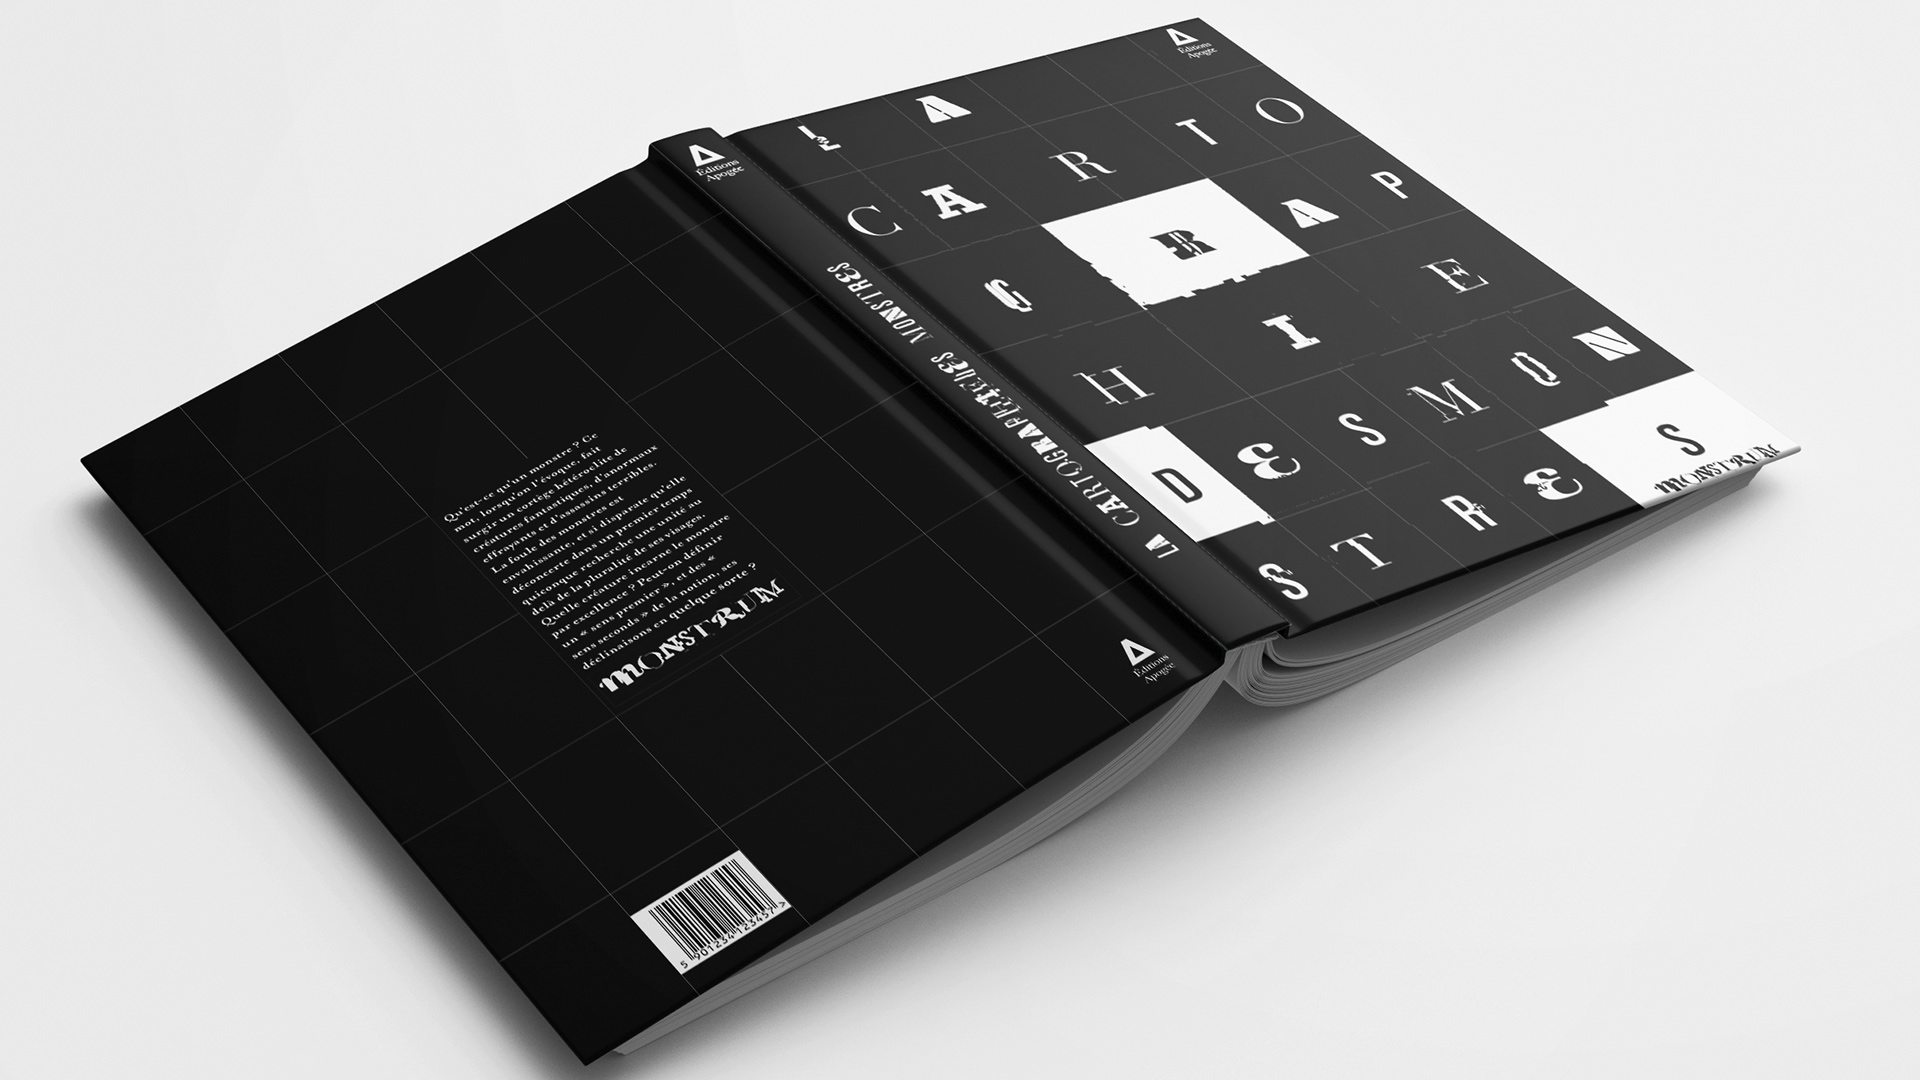 Éditions
Apogée
L A
C A R T O
G R A P
H I E
D E S M O N
S T R E S
MONSTRUM
Éditions
Apogée
LA CARTOGRAPHIE DES MONSTRES
Qu'est-ce qu'un monstre ? Ce
mot, lorsqu'on l'évoque, fait
surgir un cortège hétéroclite de
créatures fantastiques, d'anormaux
effrayants et d'assassins terribles.
La foule des monstres est
envahissante, et si disparate qu'elle
déconcerte dans un premier temps
quiconque recherche une unité au
delà de la pluralité de ses visages.
Quelle créature incarne le monstre
par excellence ? Peut-on définir
un « sens premier », et des «
sens seconds » de la notion, ses
déclinaisons en quelque sorte ?
MONSTRUM
Éditions
Apogée
5 901234 123457 >